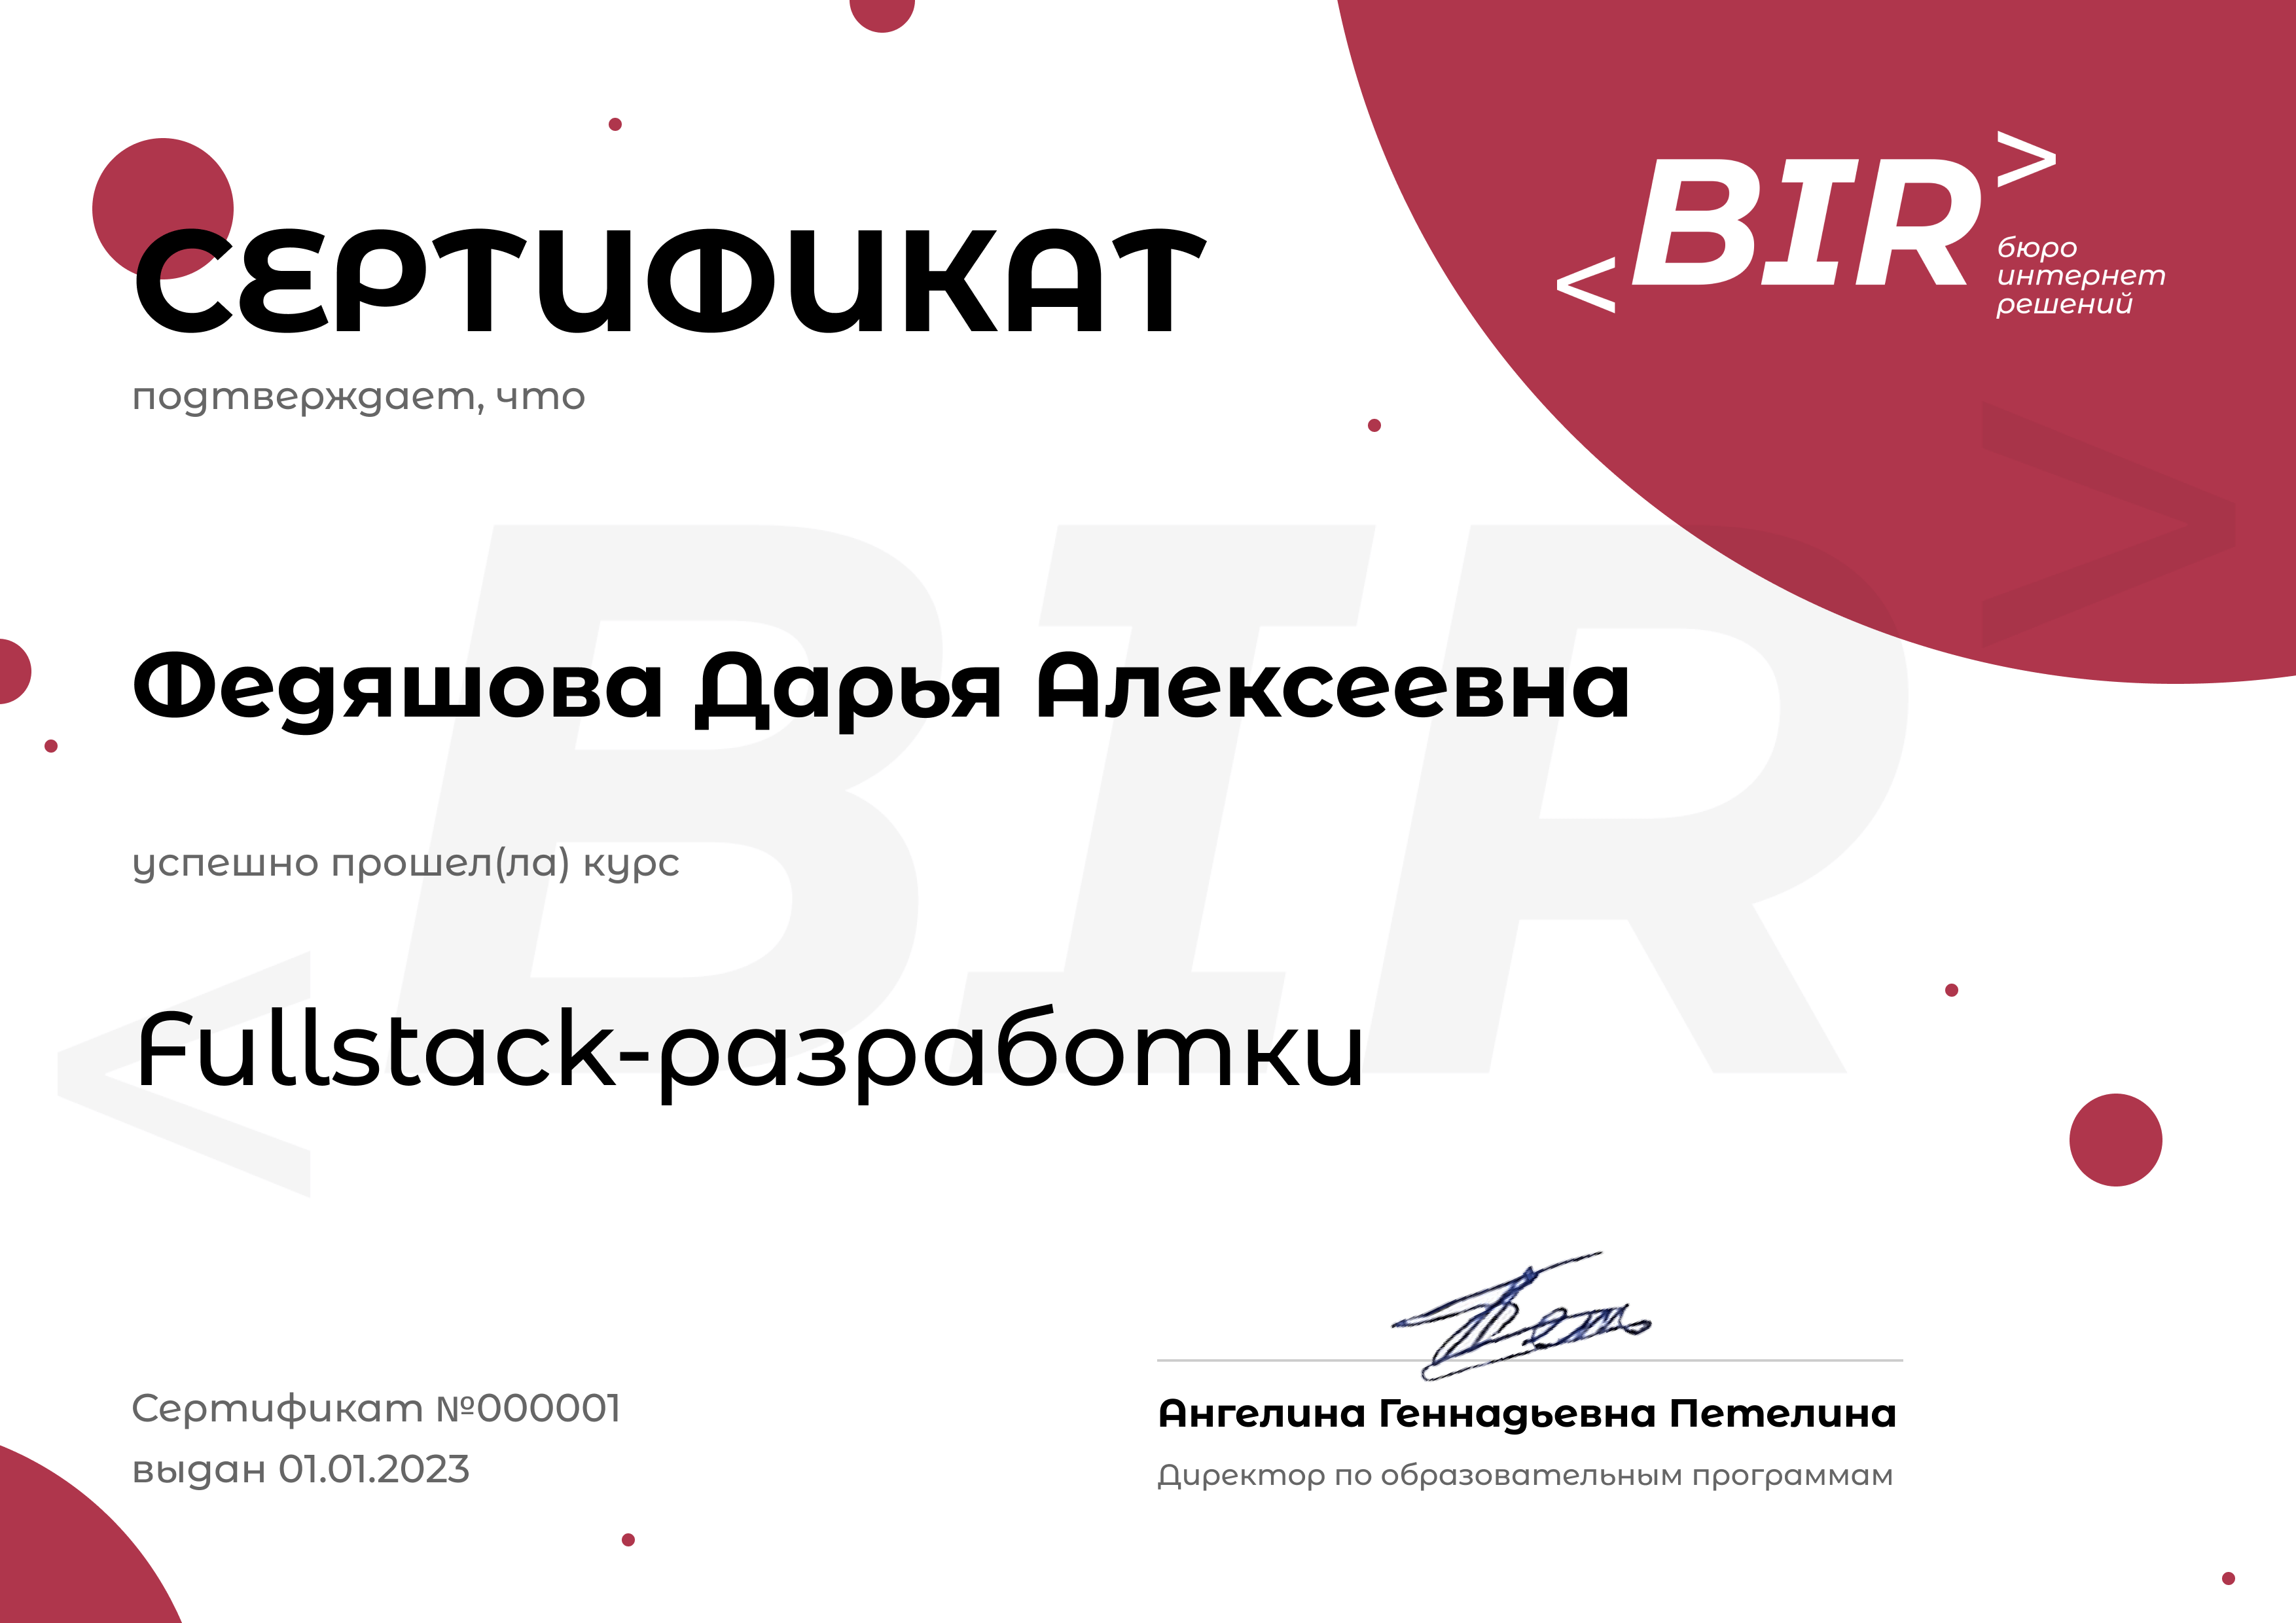 <BIR>
бюро
интернет
решений
СЕРТИФИКАТ
подтверждает, что
Федяшова Дарья Алексеевна
успешно прошел(ла) курс
Fullstack-разработки
<BIR>
Сертификат №000001
выдан 01.01.2023
Ангелина Геннадьевна Петелина
Директор по образовательным программам